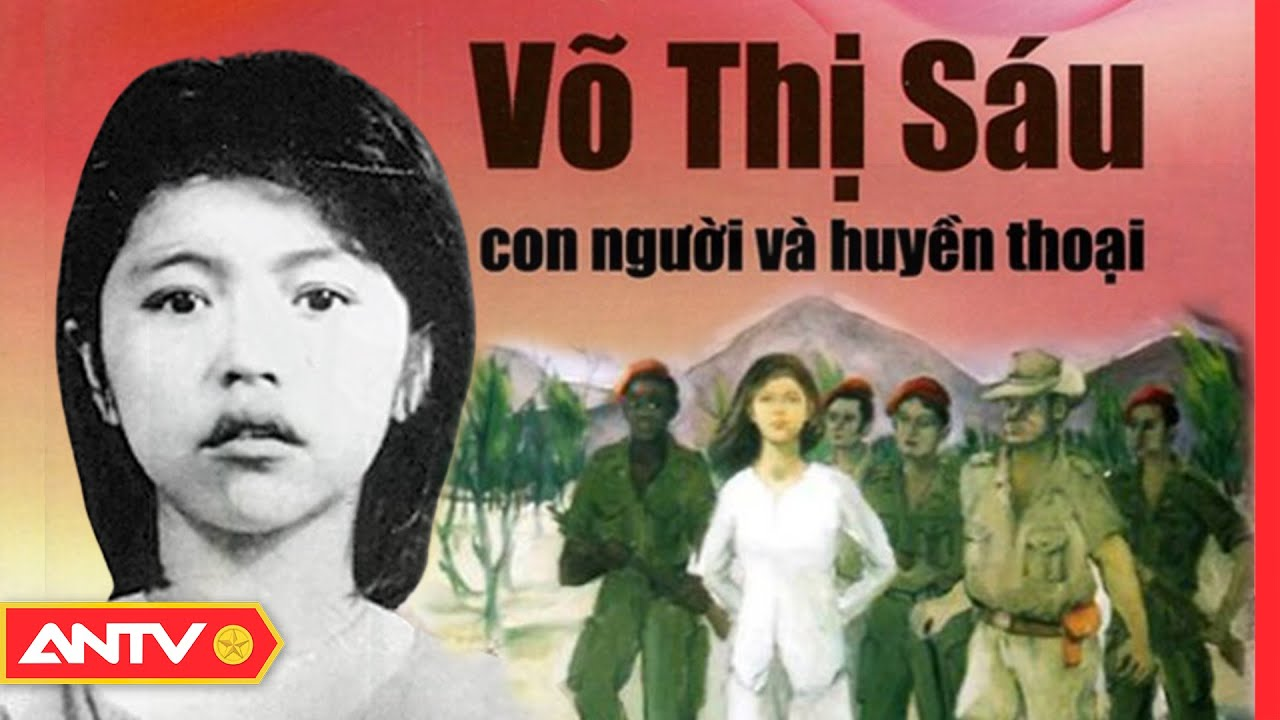 Võ Thị Sáu
con người và huyền thoại
ANTV